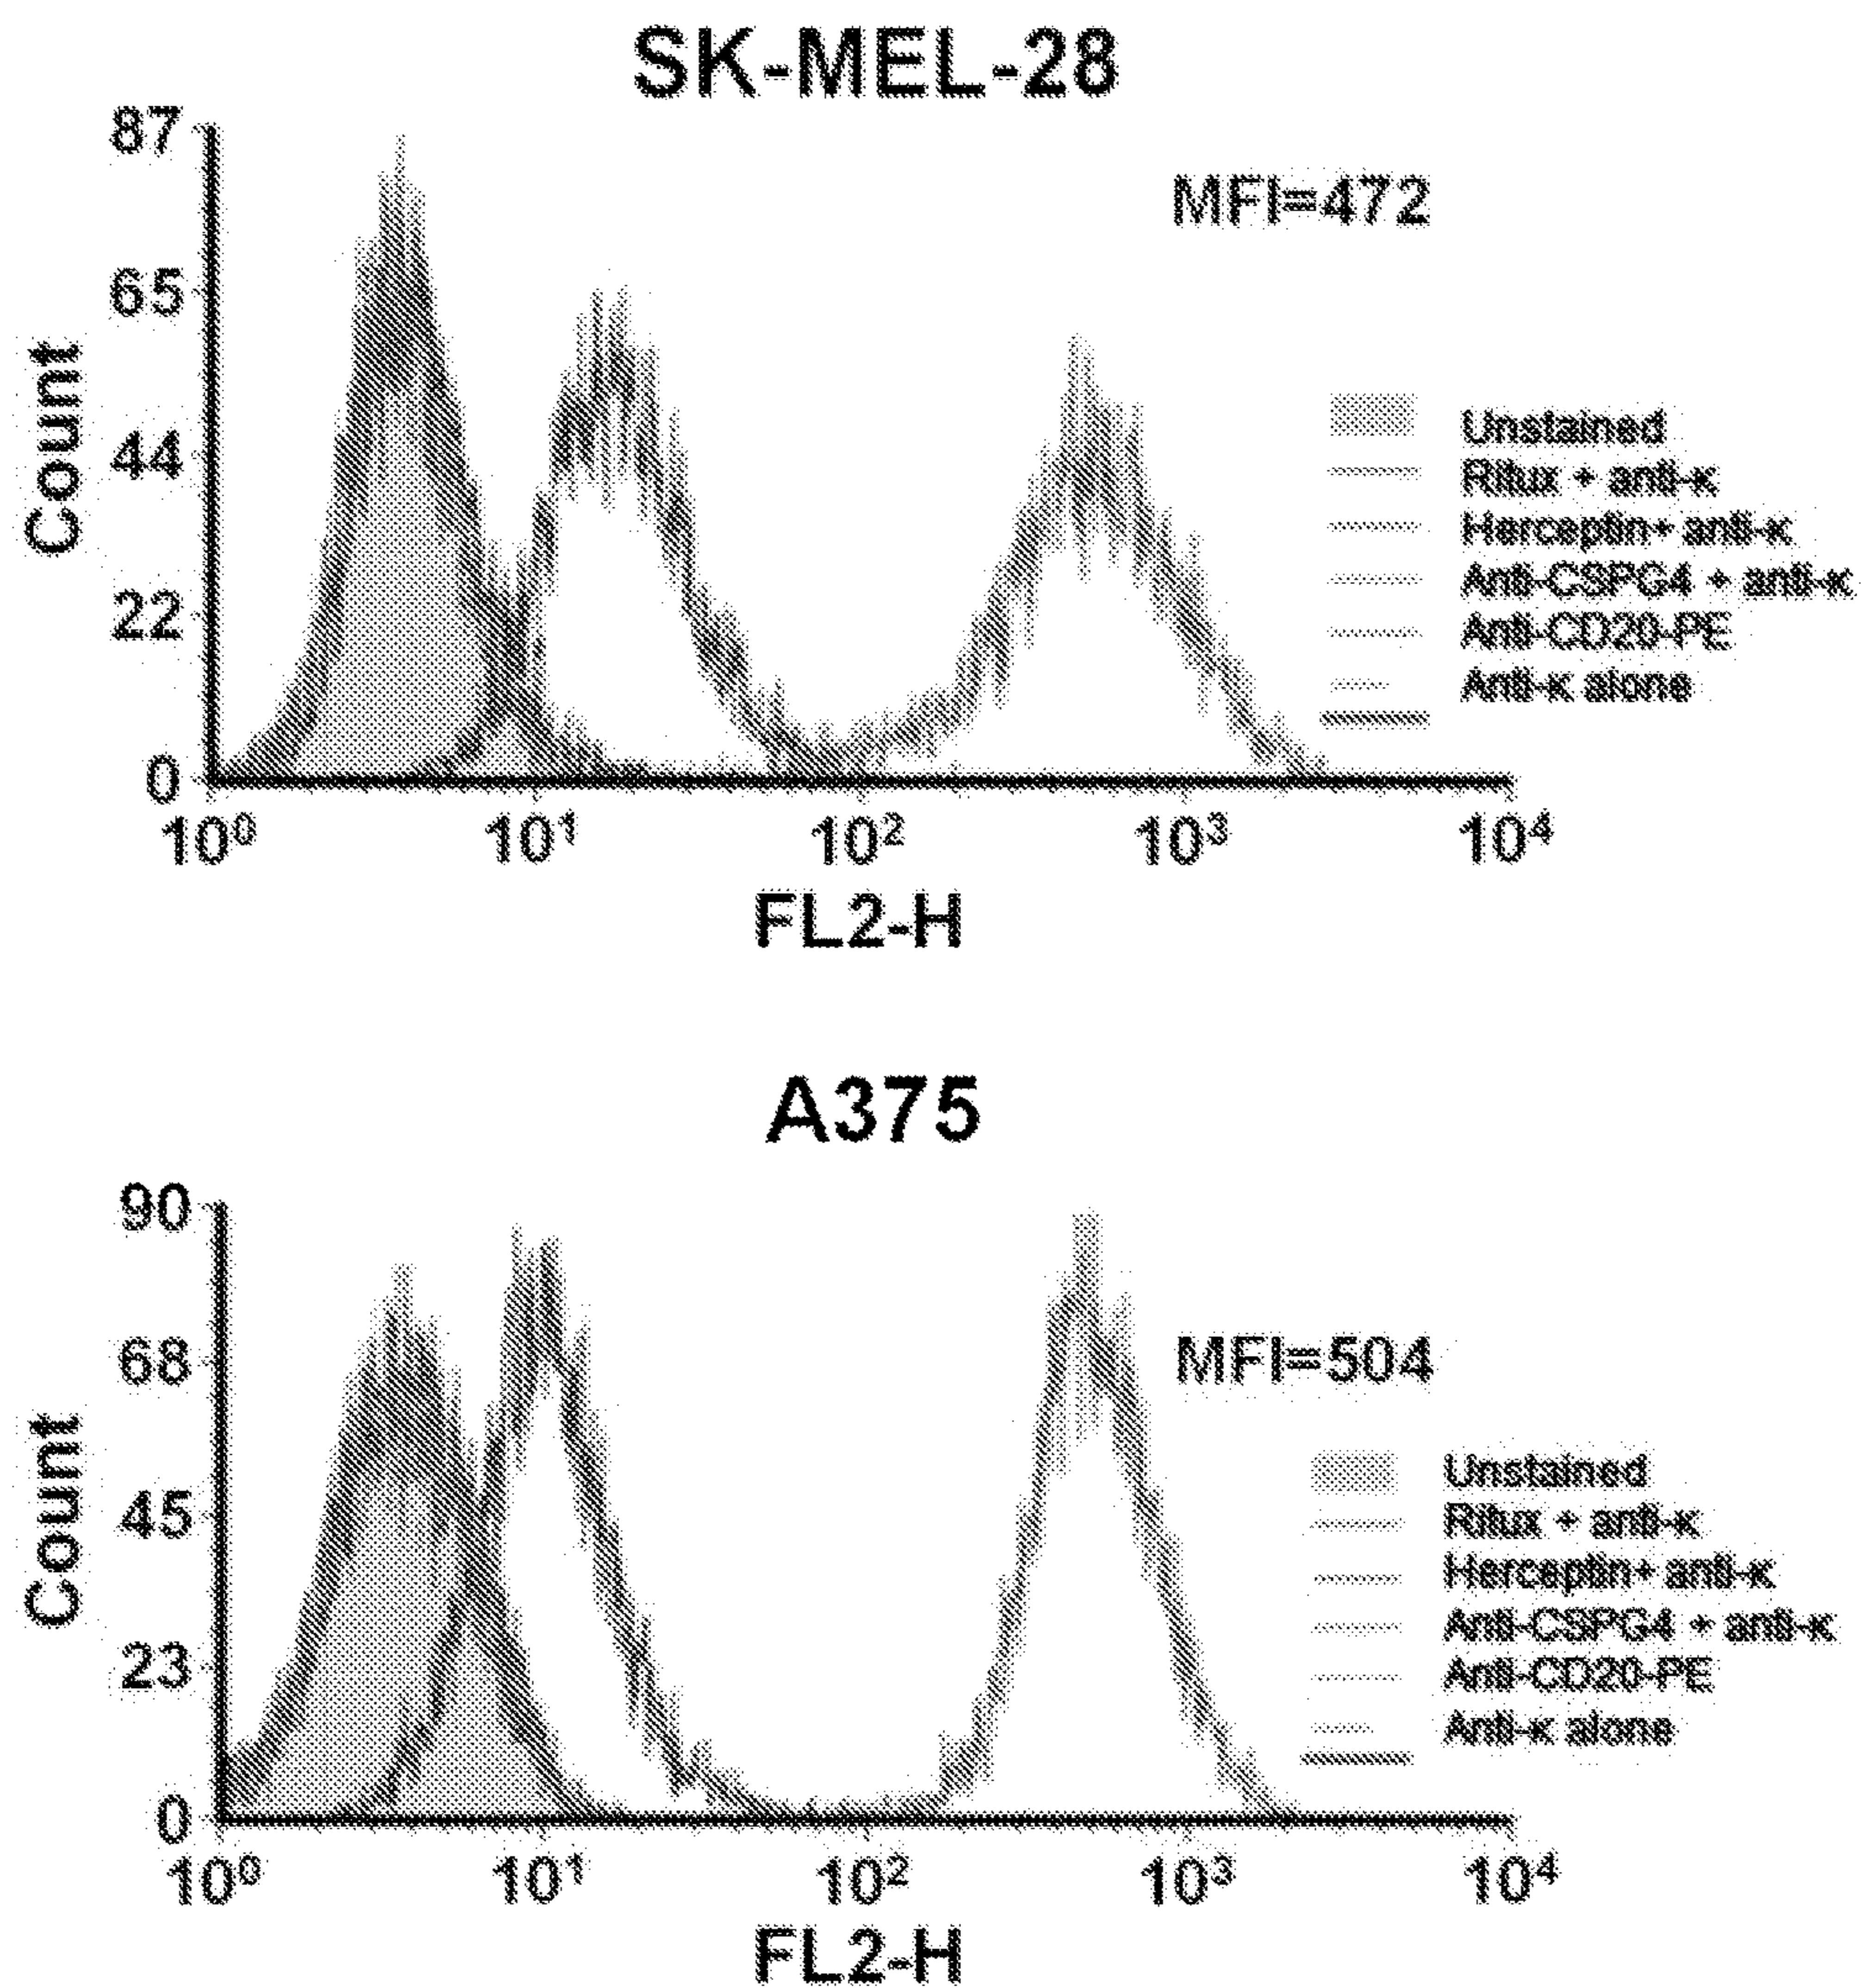 SK-MEL-28
87
MFI=472
65
Count
44
22
0
Unstained
Ritux + anti-κ
Herceptin+ anti-κ
Anti-CSPG4 + anti-κ
Anti-CD20-PE
Anti-κ alone
10⁰ 10¹ 10² 10³ 10⁴
FL2-H
A375
90
MFI=504
68
Count
45
23
0
Unstained
Ritux + anti-κ
Herceptin+ anti-κ
Anti-CSPG4 + anti-κ
Anti-CD20-PE
Anti-κ alone
10⁰ 10¹ 10² 10³ 10⁴
FL2-H